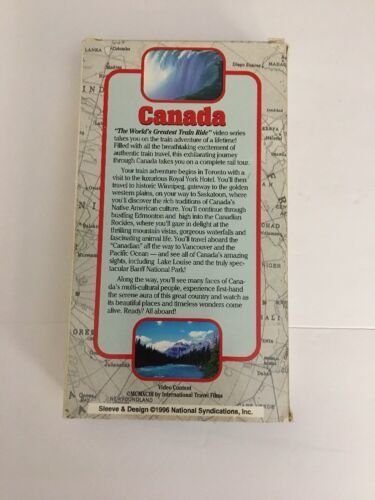 LANKA
Colombo
Diego Suarez
Canada
"The World's Greatest Train Ride" video series
takes you on the train adventure of a lifetime!
Filled with all the breathtaking excitement of
authentic train travel, this exhilarating journey
through Canada takes you on a complete rail tour.
Your train adventure begins in Toronto with a
visit to the luxurious Royal York Hotel. You'll then
travel to historic Winnipeg, gateway to the golden
western plains, on your way to Saskatoon, where
you'll discover the rich traditions of Canada's
Native American culture. You'll continue through
bustling Edmonton and high into the Canadian
Rockies, where you'll gaze in delight at the
thrilling mountain vistas, gorgeous waterfalls and
fascinating animal life. You'll travel aboard the
"Canadian" all the way to Vancouver and the
Pacific Ocean — and see all of Canada's amazing
sights, including Lake Louise and the truly spec-
tacular Banff National Park!
Along the way, you'll see many faces of Cana-
da's multi-cultural people, experience first-hand
the serene aura of this great country and watch as
its beautiful places and timeless wonders come
alive. Ready? All aboard!
Video Content
©MCMXCIII by International Travel Films
NEWFOUNDLAND
Sleeve & Design ©1996 National Syndications, Inc.